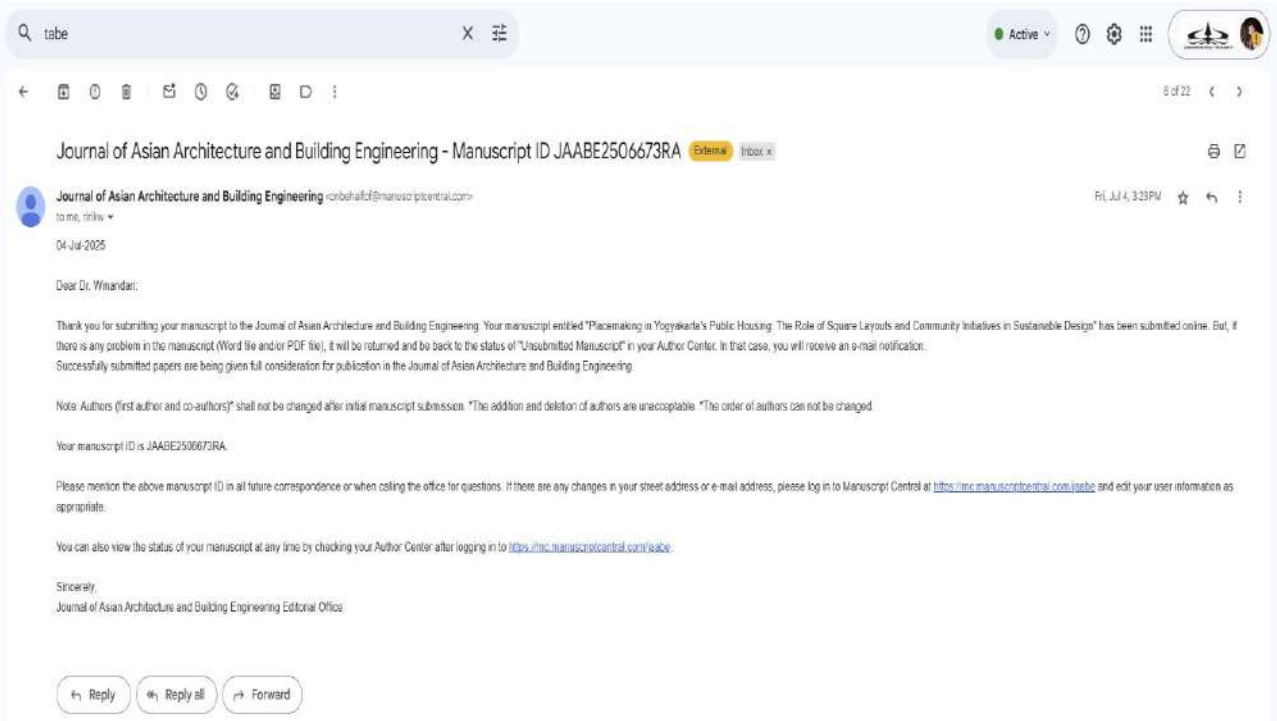 tabe
Active
8 of 22
Journal of Asian Architecture and Building Engineering - Manuscript ID JAABE2506673RA External Inbox x
Journal of Asian Architecture and Building Engineering <onbehalfof@manuscriptcentral.com> Fri, Jul 4, 3:23 PM
to me, ririkw
04-Jul-2025
Dear Dr. Winandari:
Thank you for submitting your manuscript to the Journal of Asian Architecture and Building Engineering. Your manuscript entitled "Placemaking in Yogyakarta's Public Housing: The Role of Square Layouts and Community Initiatives in Sustainable Design" has been submitted online. But, if
there is any problem in the manuscript (Word file and/or PDF file), it will be returned and be back to the status of "Unsubmitted Manuscript" in your Author Center. In that case, you will receive an e-mail notification.
Successfully submitted papers are being given full consideration for publication in the Journal of Asian Architecture and Building Engineering.
Note: Authors (first author and co-authors)* shall not be changed after initial manuscript submission. *The addition and deletion of authors are unacceptable. *The order of authors can not be changed.
Your manuscript ID is JAABE2506673RA.
Please mention the above manuscript ID in all future correspondence or when calling the office for questions. If there are any changes in your street address or e-mail address, please log in to Manuscript Central at https://mc.manuscriptcentral.com/jaabe and edit your user information as
appropriate.
You can also view the status of your manuscript at any time by checking your Author Center after logging in to https://mc.manuscriptcentral.com/jaabe.
Sincerely,
Journal of Asian Architecture and Building Engineering Editorial Office
Reply
Reply all
Forward